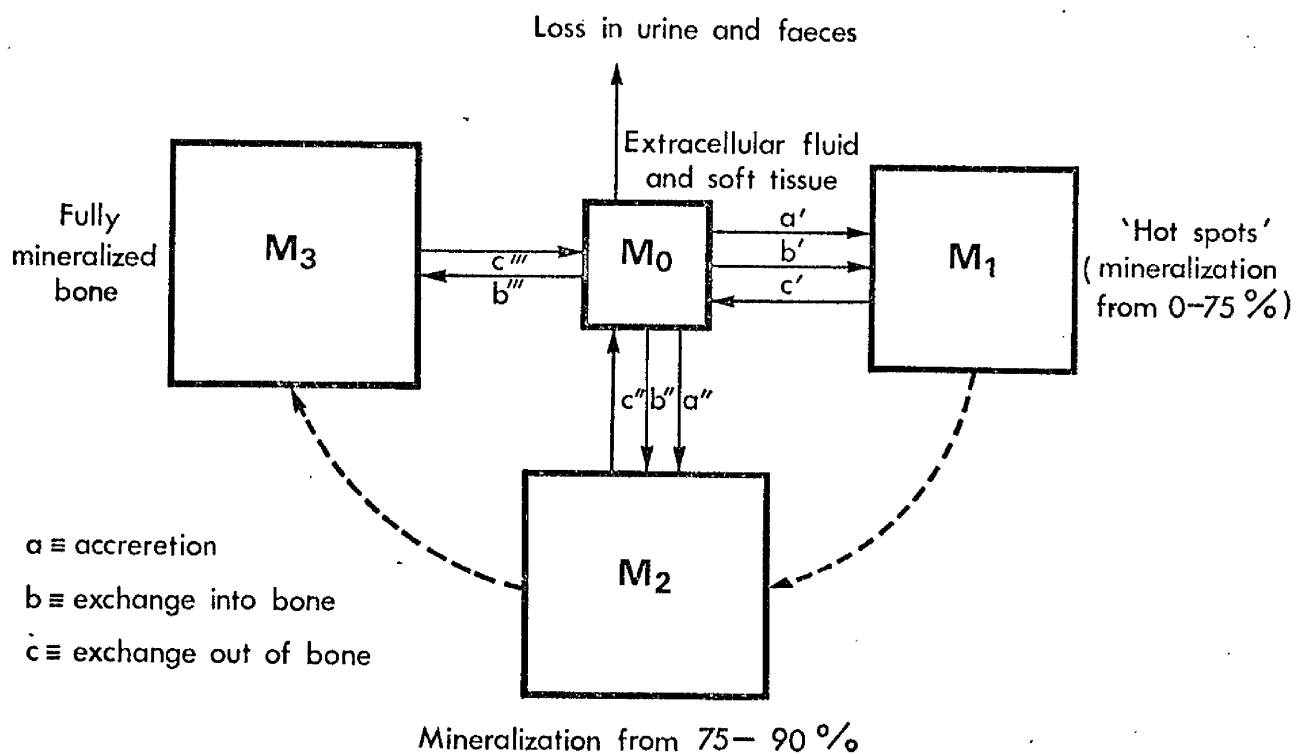 Loss in urine and faeces
Extracellular fluid
and soft tissue
Fully
mineralized
bone
M3
c'''
b'''
M0
a'
b'
c'
M1
'Hot spots'
(mineralization
from 0-75 %)
c" b" a"
M2
a ≡ accreretion
b ≡ exchange into bone
c ≡ exchange out of bone
Mineralization from 75- 90 %